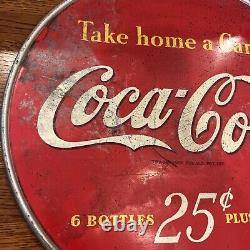 Take home a Car
Coca-Co
6 BOTTLES 25¢ PLUS